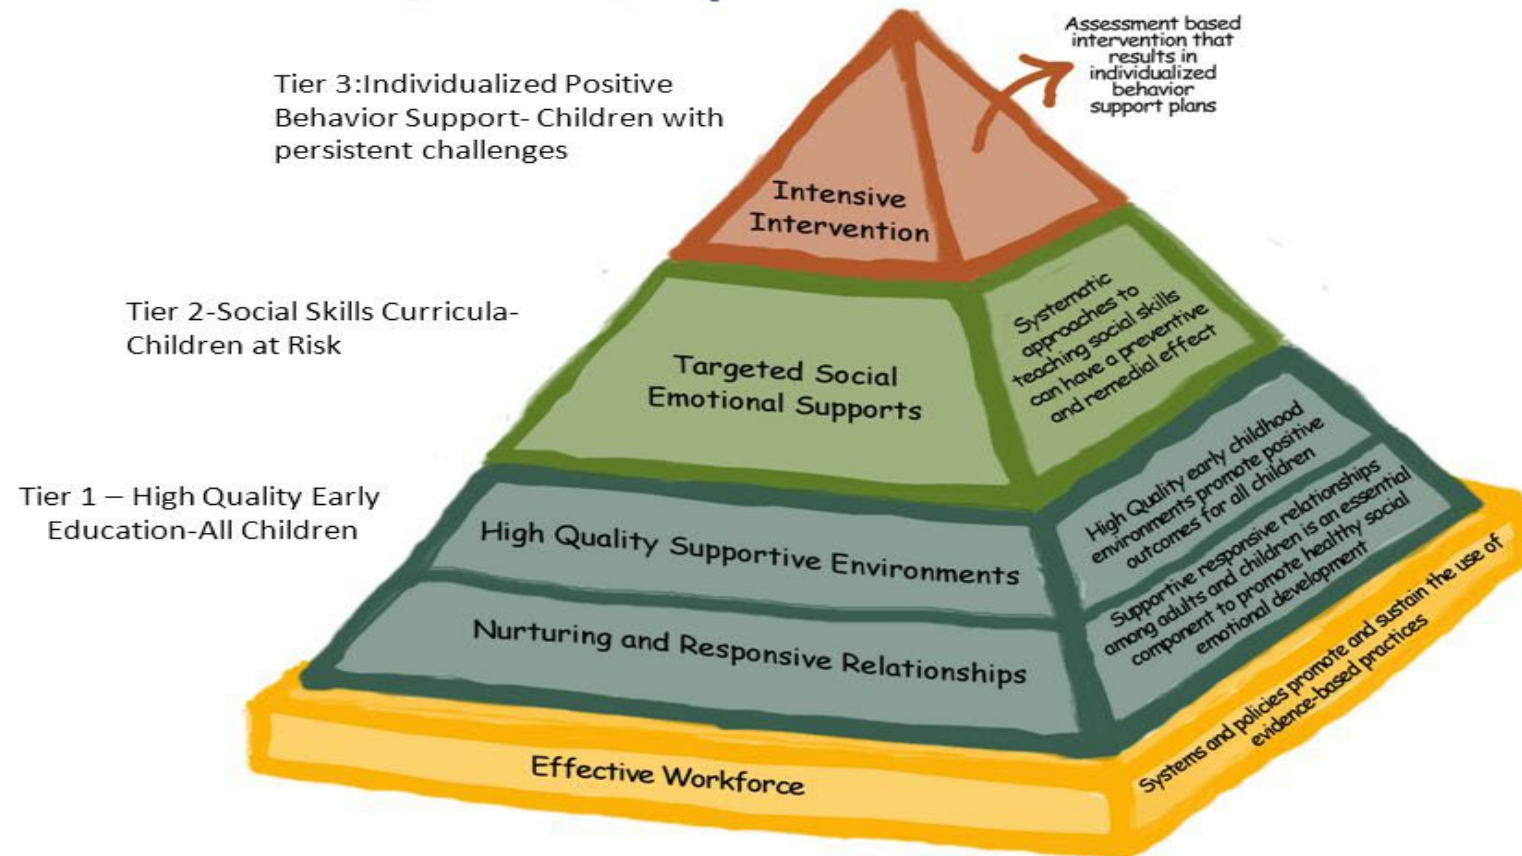 Assessment based
intervention that
results in
individualized
behavior
support plans
Tier 3:Individualized Positive
Behavior Support- Children with
persistent challenges
Intensive
Intervention
Tier 2-Social Skills Curricula-
Children at Risk
Targeted Social
Emotional Supports
Systematic
approaches to
teaching social skills
can have a preventive
and remedial effect
Tier 1 – High Quality Early
Education-All Children
High Quality Supportive Environments
High Quality early childhood
environments promote positive
outcomes for all children
Nurturing and Responsive Relationships
Supportive responsive relationships
among adults and children is an essential
component to promote healthy social
emotional development
Effective Workforce
Systems and policies promote and sustain the use of
evidence-based practices